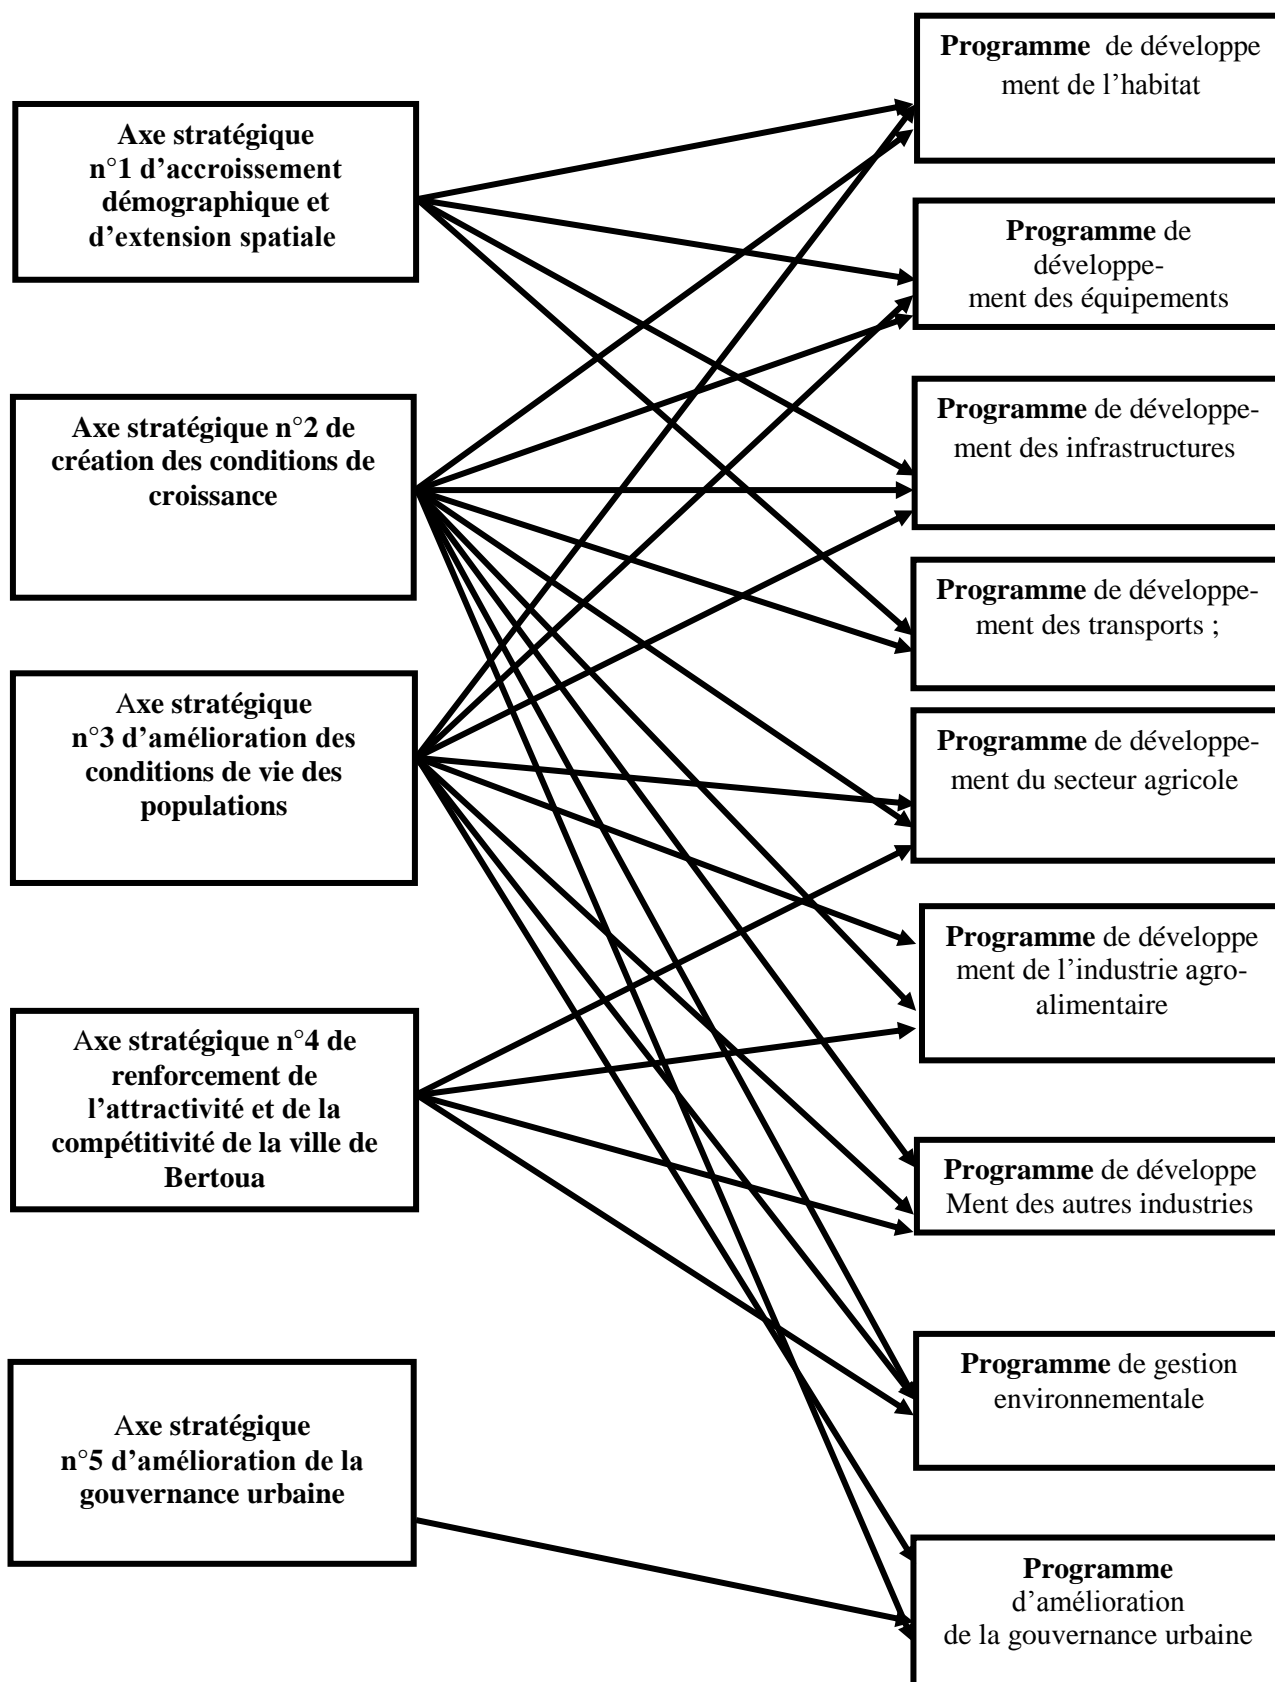 Axe stratégique
n°1 d’accroissement
démographique et
d’extension spatiale
Axe stratégique n°2 de
création des conditions de
croissance
Axe stratégique
n°3 d’amélioration des
conditions de vie des
populations
Axe stratégique n°4 de
renforcement de
l’attractivité et de la
compétitivité de la ville de
Bertoua
Axe stratégique
n°5 d’amélioration de la
gouvernance urbaine
Programme de développe
ment de l’habitat
Programme de
développe-
ment des équipements
Programme de développe-
ment des infrastructures
Programme de développe-
ment des transports ;
Programme de développe-
ment du secteur agricole
Programme de développe
ment de l’industrie agro-
alimentaire
Programme de développe
Ment des autres industries
Programme de gestion
environnementale
Programme
d’amélioration
de la gouvernance urbaine